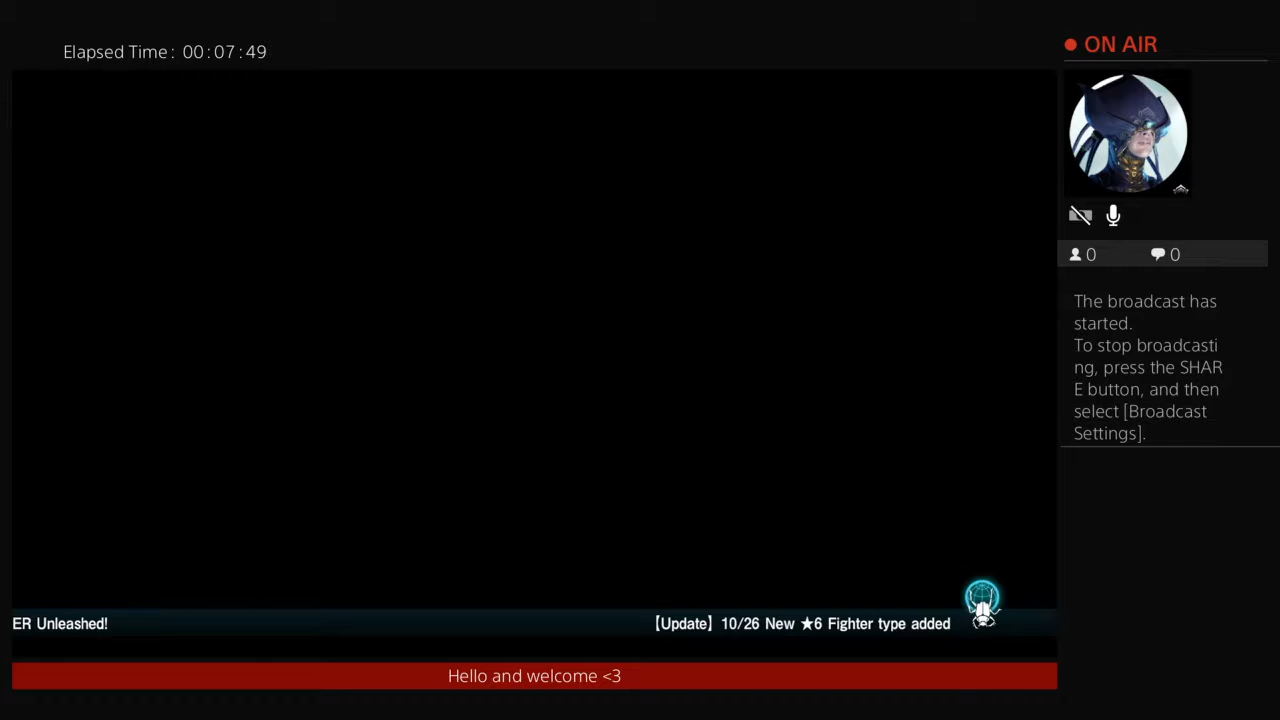 Elapsed Time: 00:07:49
ON AIR
0 0
The broadcast has
started.
To stop broadcasti
ng, press the SHAR
E button, and then
select [Broadcast
Settings].
ER Unleashed!
【Update】 10/26 New ★6 Fighter type added
Hello and welcome <3